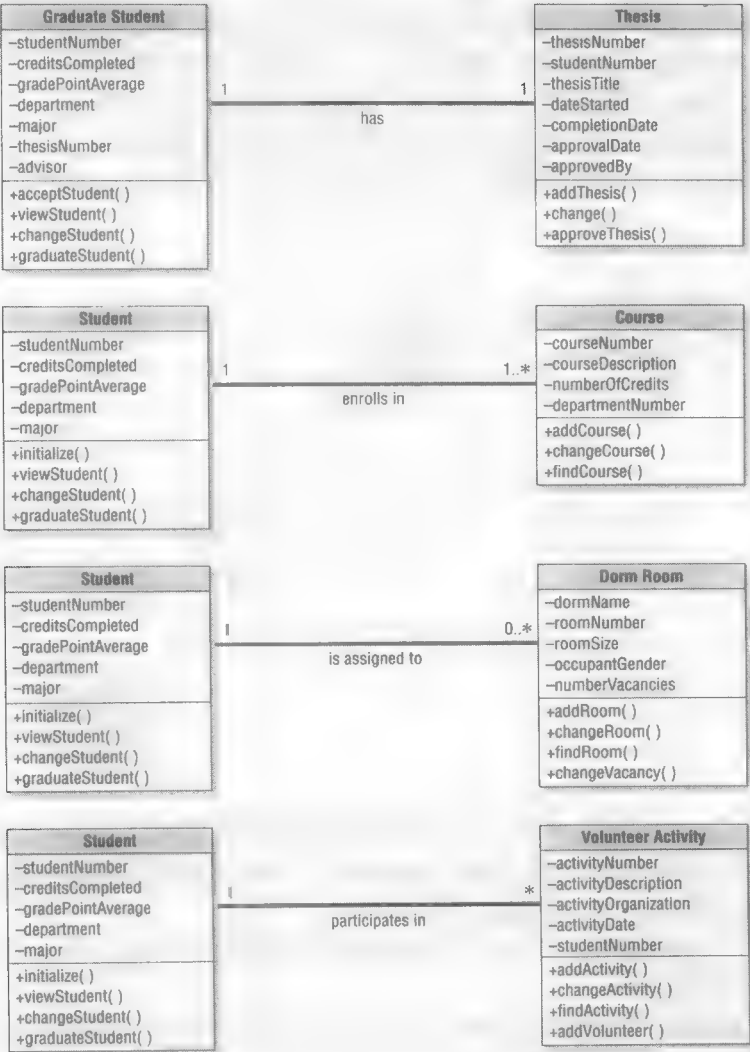 Graduate Student
–studentNumber
–creditsCompleted
–gradePointAverage
–department
–major
–thesisNumber
–advisor
+acceptStudent( )
+viewStudent( )
+changeStudent( )
+graduateStudent( )
1
1
has
Thesis
–thesisNumber
–studentNumber
–thesisTitle
–dateStarted
–completionDate
–approvalDate
–approvedBy
+addThesis( )
+change( )
+approveThesis( )
Student
–studentNumber
–creditsCompleted
–gradePointAverage
–department
–major
+initialize( )
+viewStudent( )
+changeStudent( )
+graduateStudent( )
1
1..*
enrolls in
Course
–courseNumber
–courseDescription
–numberOfCredits
–departmentNumber
+addCourse( )
+changeCourse( )
+findCourse( )
Student
–studentNumber
–creditsCompleted
–gradePointAverage
–department
–major
+initialize( )
+viewStudent( )
+changeStudent( )
+graduateStudent( )
1
0..*
is assigned to
Dorm Room
–dormName
–roomNumber
–roomSize
–occupantGender
–numberVacancies
+addRoom( )
+changeRoom( )
+findRoom( )
+changeVacancy( )
Student
–studentNumber
–creditsCompleted
–gradePointAverage
–department
–major
+initialize( )
+viewStudent( )
+changeStudent( )
+graduateStudent( )
1
*
participates in
Volunteer Activity
–activityNumber
–activityDescription
–activityOrganization
–activityDate
–studentNumber
+addActivity( )
+changeActivity( )
+findActivity( )
+addVolunteer( )